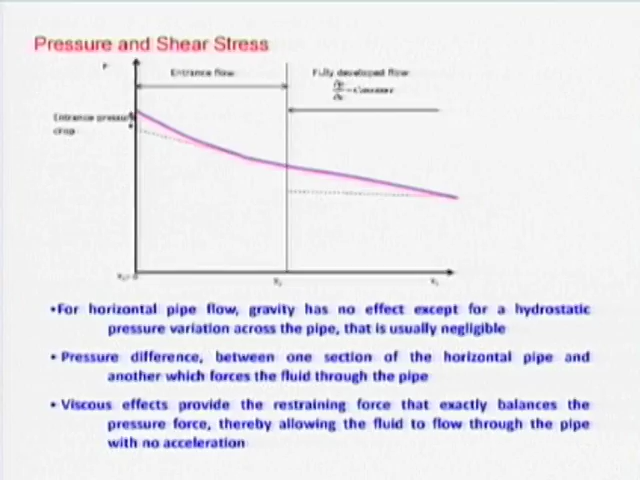 Pressure and Shear Stress
P
Entrance flow
Fully developed flow
= Constant
Entrance pressure
drop
•For horizontal pipe flow, gravity has no effect except for a hydrostatic
pressure variation across the pipe, that is usually negligible
• Pressure difference, between one section of the horizontal pipe and
another which forces the fluid through the pipe
• Viscous effects provide the restraining force that exactly balances the
pressure force, thereby allowing the fluid to flow through the pipe
with no acceleration